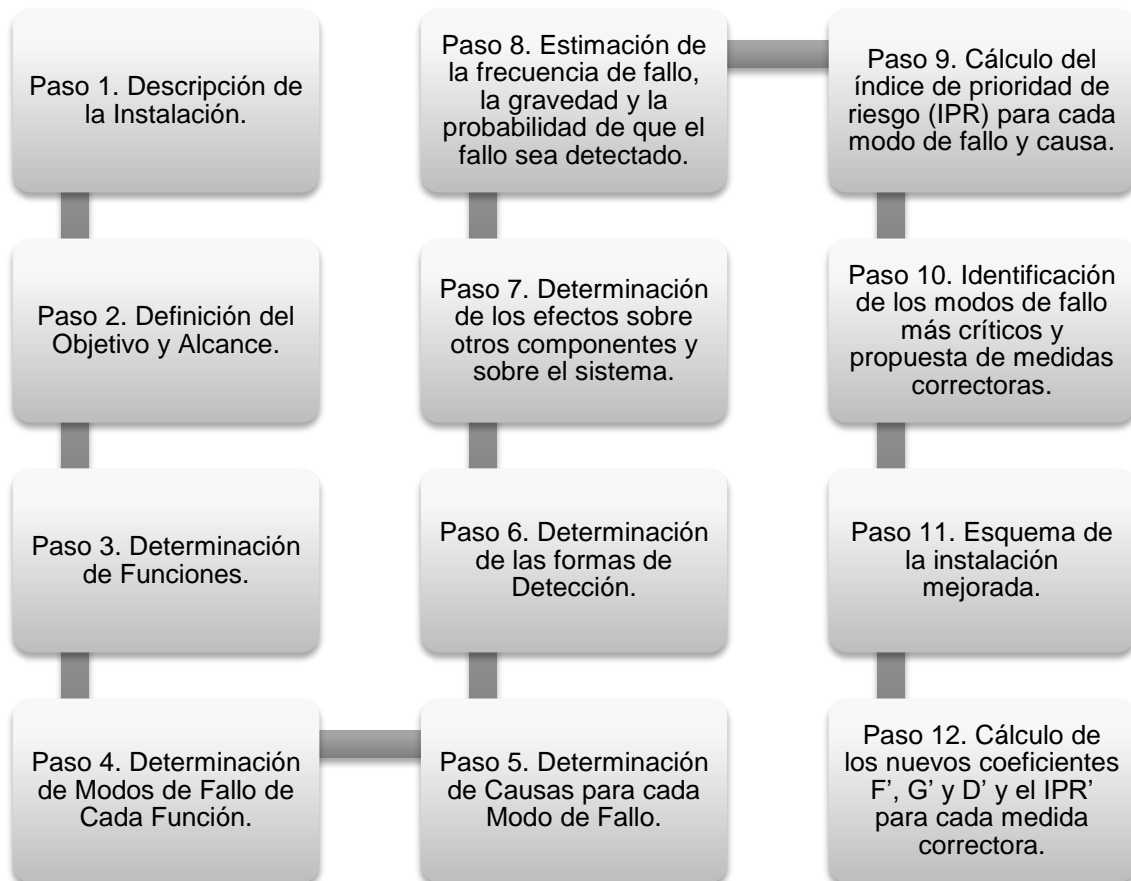 Paso 1. Descripción de
la Instalación.
Paso 2. Definición del
Objetivo y Alcance.
Paso 3. Determinación
de Funciones.
Paso 4. Determinación
de Modos de Fallo de
Cada Función.
Paso 5. Determinación
de Causas para cada
Modo de Fallo.
Paso 6. Determinación
de las formas de
Detección.
Paso 7. Determinación
de los efectos sobre
otros componentes y
sobre el sistema.
Paso 8. Estimación de
la frecuencia de fallo,
la gravedad y la
probabilidad de que el
fallo sea detectado.
Paso 9. Cálculo del
índice de prioridad de
riesgo (IPR) para cada
modo de fallo y causa.
Paso 10. Identificación
de los modos de fallo
más críticos y
propuesta de medidas
correctoras.
Paso 11. Esquema de
la instalación
mejorada.
Paso 12. Cálculo de
los nuevos coeficientes
F’, G’ y D’ y el IPR’
para cada medida
correctora.